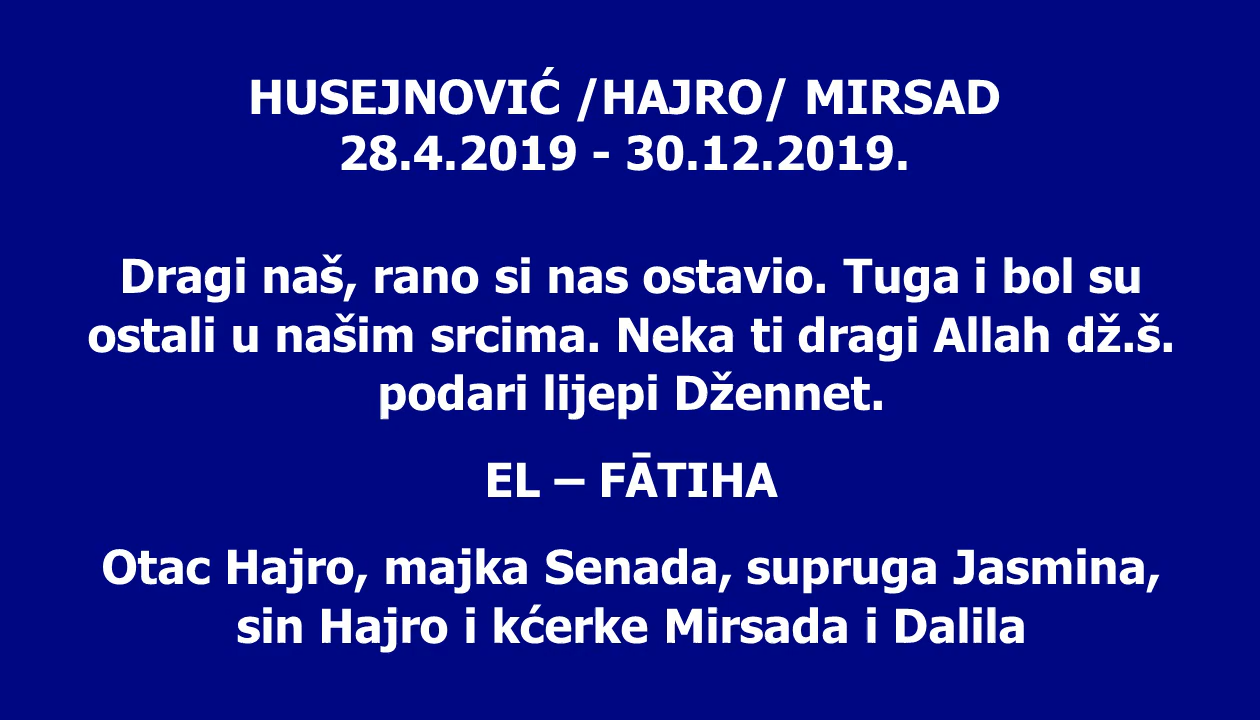 HUSEJNOVIĆ /HAJRO/ MIRSAD
28.4.2019 - 30.12.2019.
Dragi naš, rano si nas ostavio. Tuga i bol su
ostali u našim srcima. Neka ti dragi Allah dž.š.
podari lijepi Džennet.
EL – FĀTIHA
Otac Hajro, majka Senada, supruga Jasmina,
sin Hajro i kćerke Mirsada i Dalila